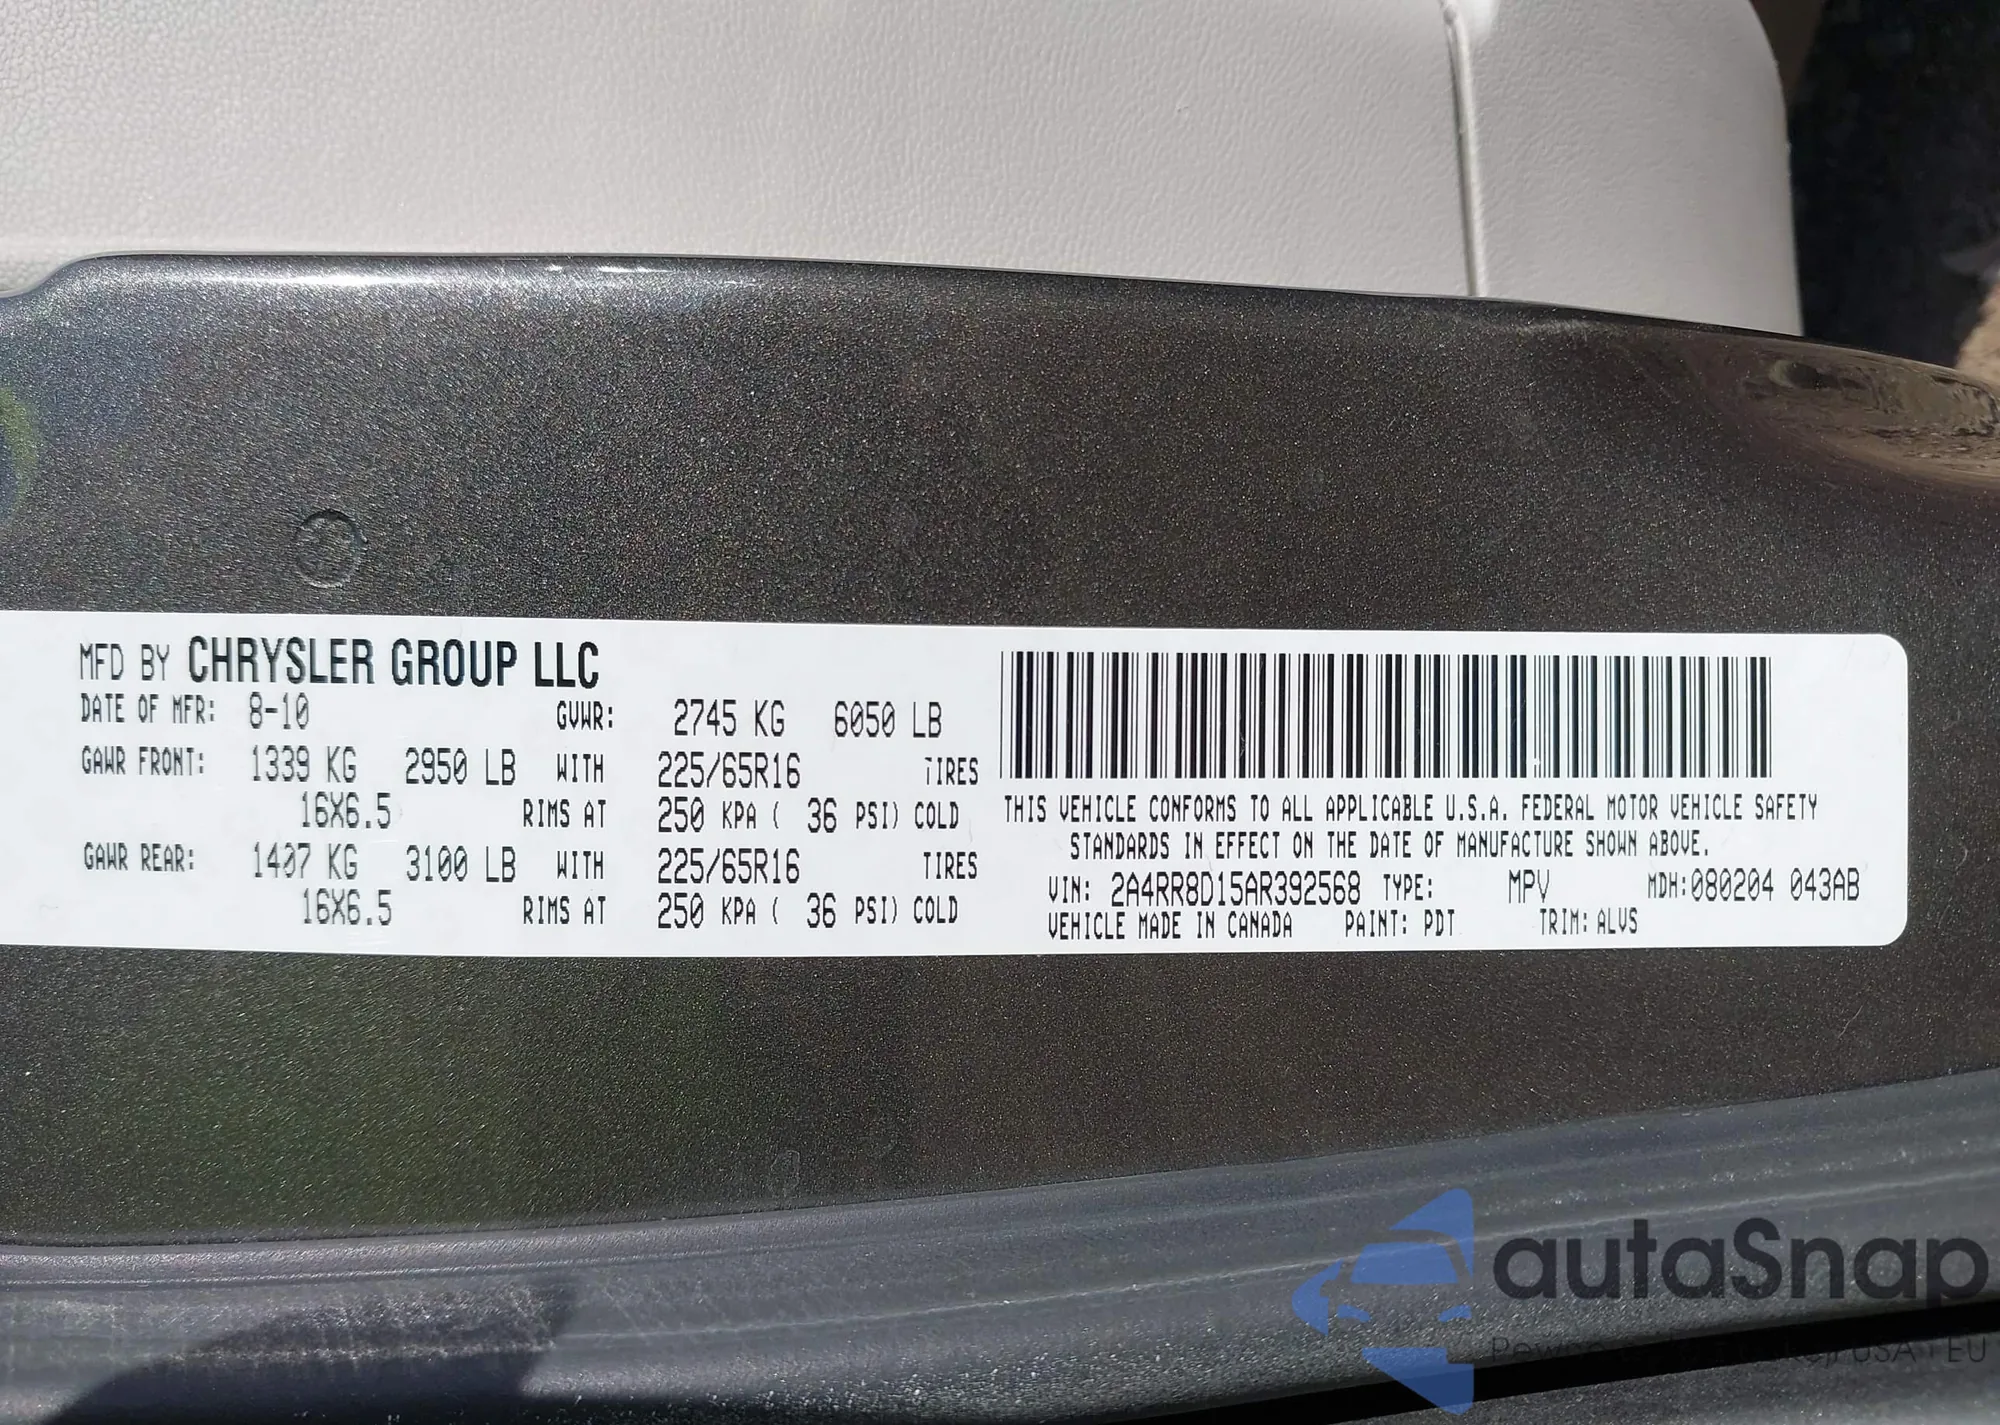 MFD BY CHRYSLER GROUP LLC
DATE OF MFR: 8-10 GVWR: 2745 KG 6050 LB
GAWR FRONT: 1339 KG 2950 LB WITH 225/65R16 TIRES
16X6.5 RIMS AT 250 KPA ( 36 PSI) COLD
GAWR REAR: 1407 KG 3100 LB WITH 225/65R16 TIRES
16X6.5 RIMS AT 250 KPA ( 36 PSI) COLD
THIS VEHICLE CONFORMS TO ALL APPLICABLE U.S.A. FEDERAL MOTOR VEHICLE SAFETY
STANDARDS IN EFFECT ON THE DATE OF MANUFACTURE SHOWN ABOVE.
VIN: 2A4RR8D15AR392568 TYPE: MPV MDH:080204 043AB
VEHICLE MADE IN CANADA PAINT: PDT TRIM: ALVS
autaSnap
USA EU